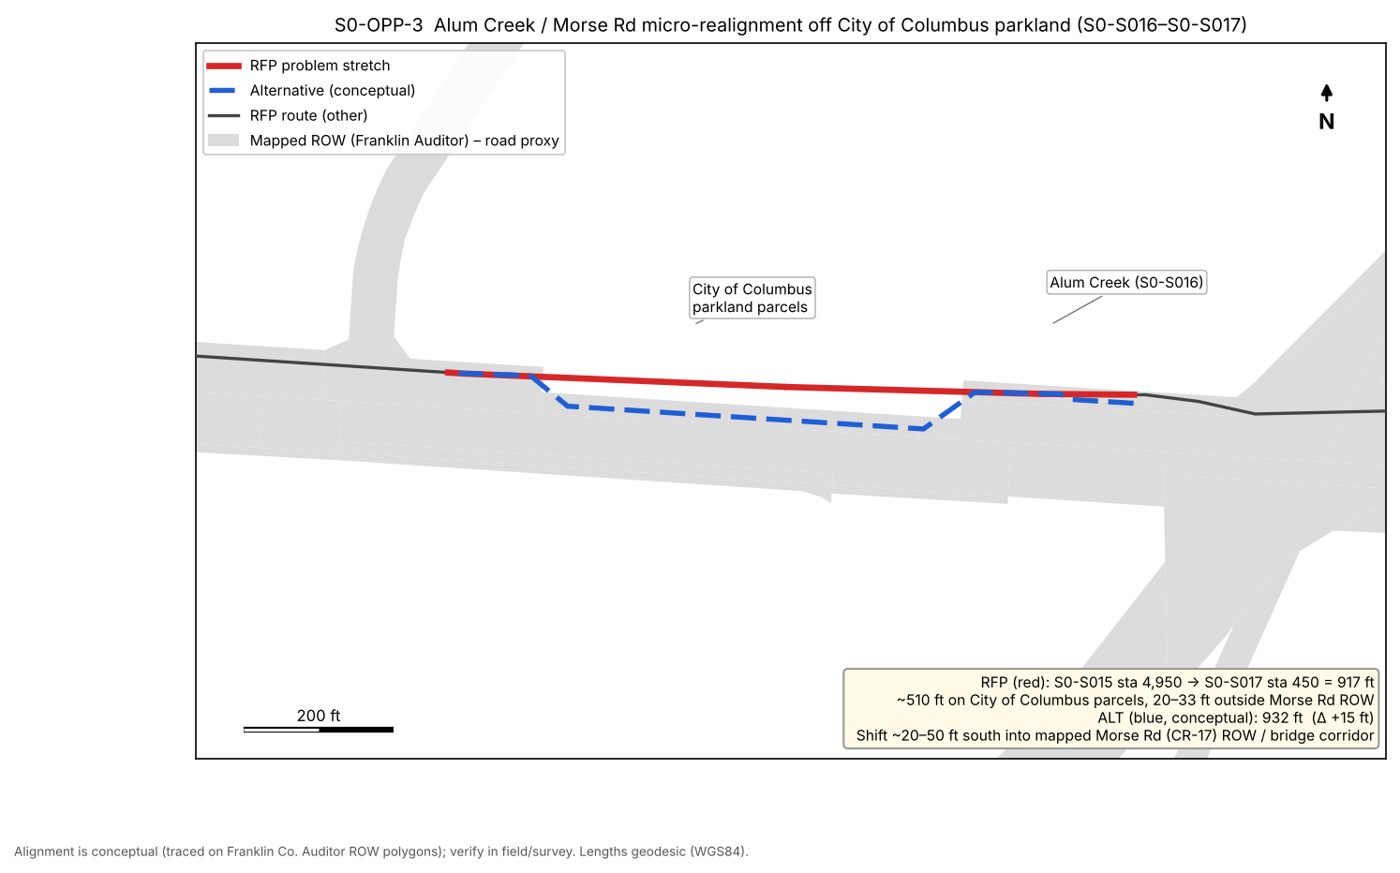 S0-OPP-3  Alum Creek / Morse Rd micro-realignment off City of Columbus parkland (S0-S016–S0-S017)
RFP problem stretch
Alternative (conceptual)
RFP route (other)
Mapped ROW (Franklin Auditor) – road proxy
N
City of Columbus
parkland parcels
Alum Creek (S0-S016)
RFP (red): S0-S015 sta 4,950 → S0-S017 sta 450 = 917 ft
~510 ft on City of Columbus parcels, 20–33 ft outside Morse Rd ROW
ALT (blue, conceptual): 932 ft  (Δ +15 ft)
Shift ~20–50 ft south into mapped Morse Rd (CR-17) ROW / bridge corridor
200 ft
Alignment is conceptual (traced on Franklin Co. Auditor ROW polygons); verify in field/survey. Lengths geodesic (WGS84).